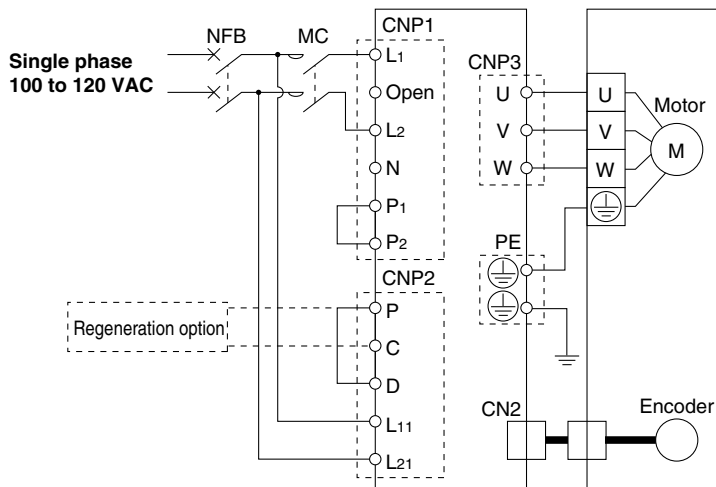 NFB
MC
CNP1
Single phase
100 to 120 VAC
L1
Open
L2
N
P1
P2
CNP3
U
V
W
U
V
W
Motor
M
PE
CNP2
Regeneration option
P
C
D
L11
L21
CN2
Encoder